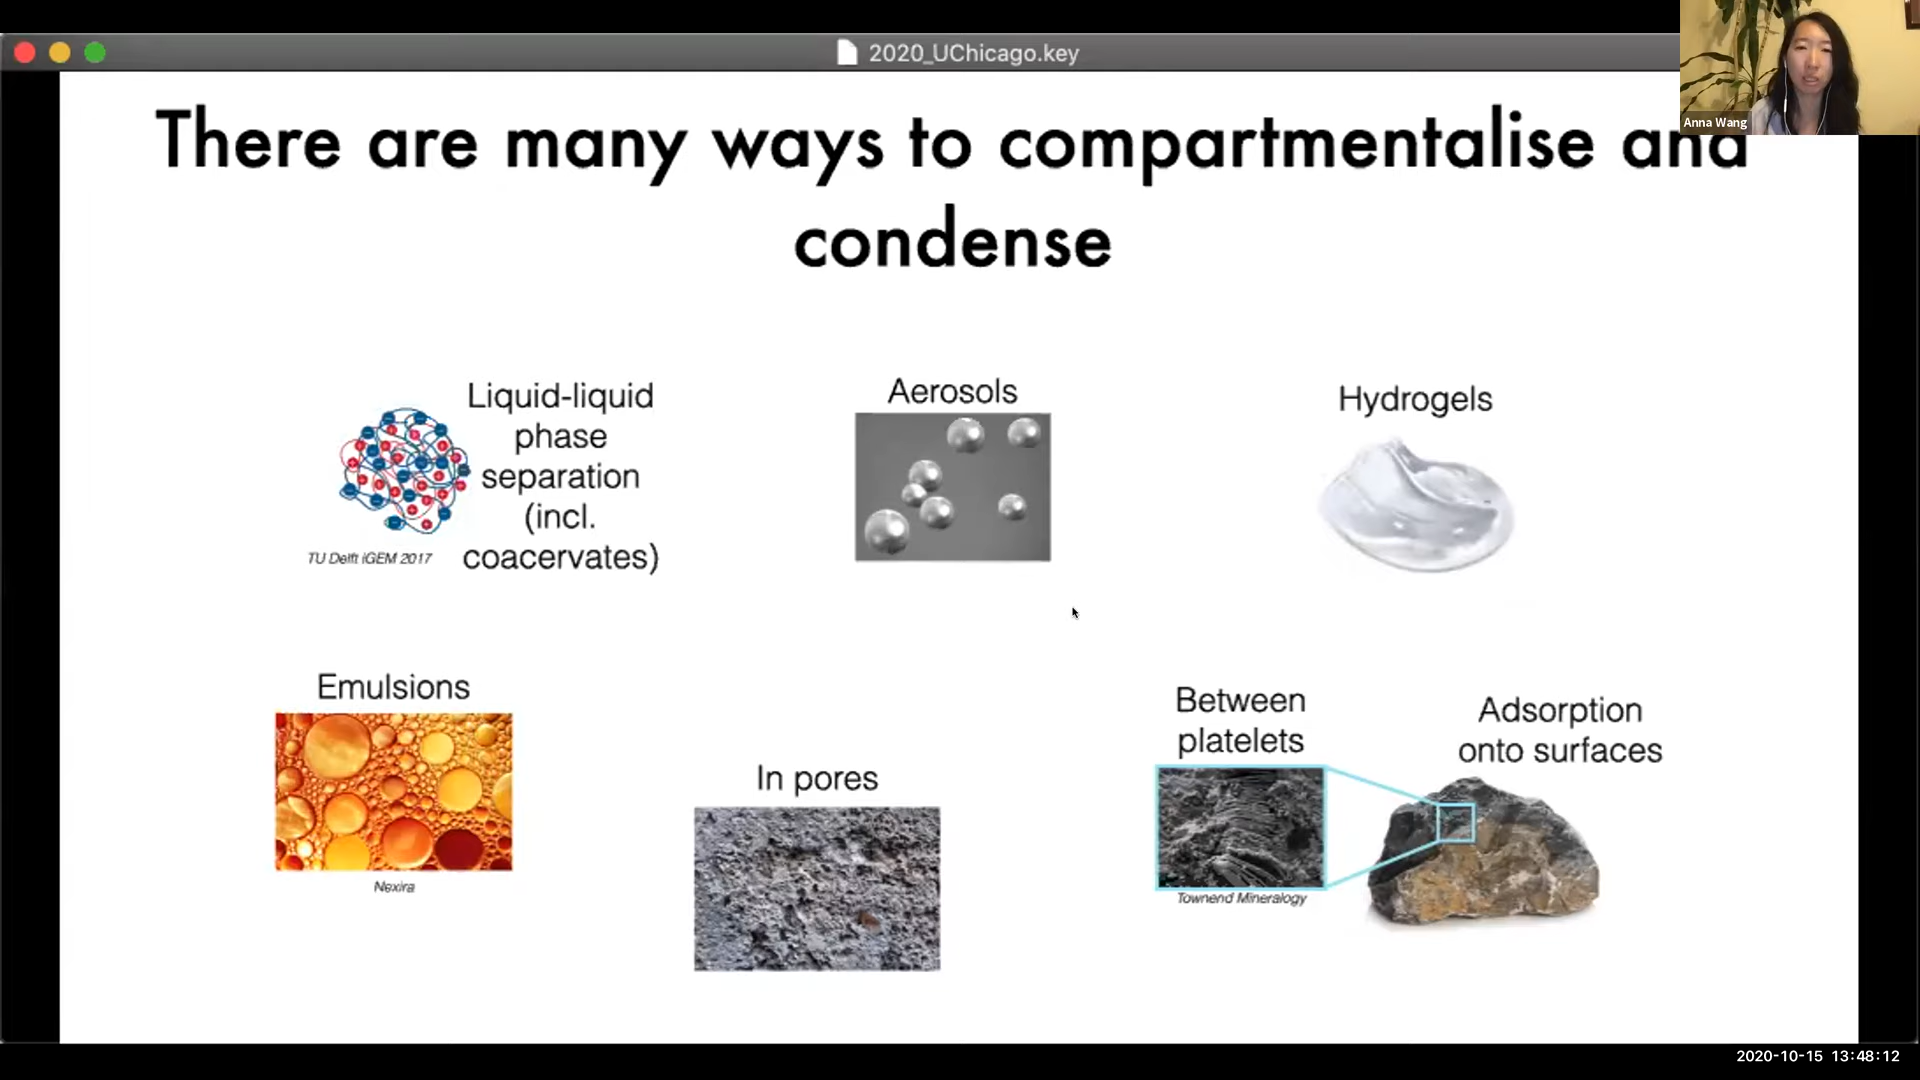 2020_UChicago.key
Anna Wang
There are many ways to compartmentalise and
condense
Liquid-liquid
phase
separation
(incl.
coacervates)
TU Delft iGEM 2017
Aerosols
Hydrogels
Emulsions
Nexira
In pores
Between
platelets
Townend Mineralogy
Adsorption
onto surfaces
2020-10-15 13:48:12